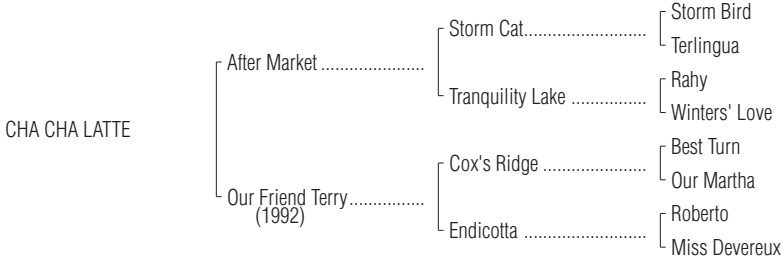 Storm Bird
Storm Cat..........................
Terlingua
After Market ......................
Rahy
Tranquility Lake ................
Winters' Love
CHA CHA LATTE
Best Turn
Cox's Ridge ......................
Our Martha
Our Friend Terry................
(1992)
Roberto
Endicotta ..........................
Miss Devereux